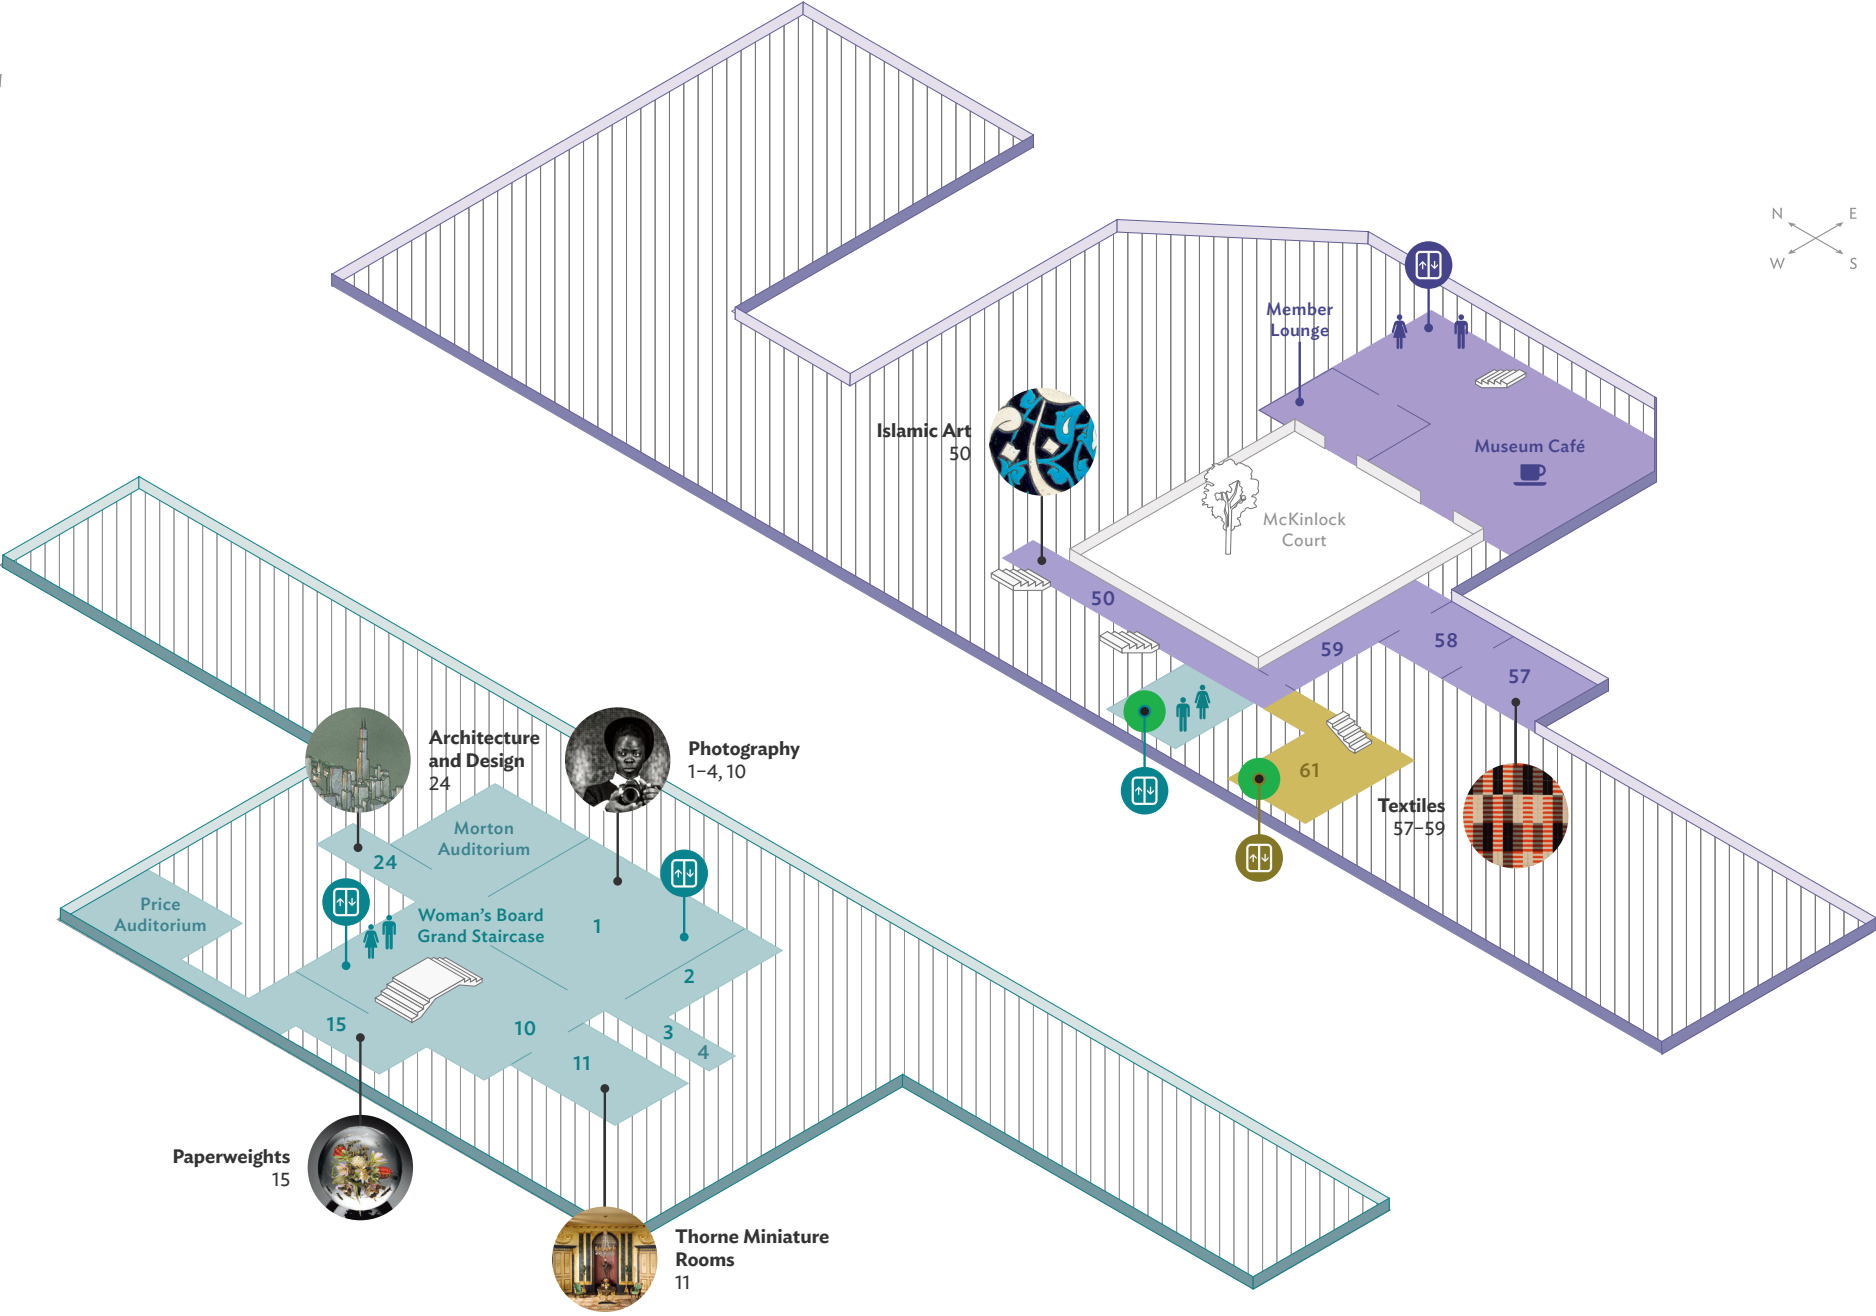 N
E
W
S
Member
Lounge
Islamic Art
50
Museum Café
McKinlock
Court
50
59
58
57
61
Textiles
57–59
Architecture
and Design
24
Photography
1–4, 10
Morton
Auditorium
24
Price
Auditorium
Woman’s Board
Grand Staircase
1
2
15
10
3
4
11
Paperweights
15
Thorne Miniature
Rooms
11